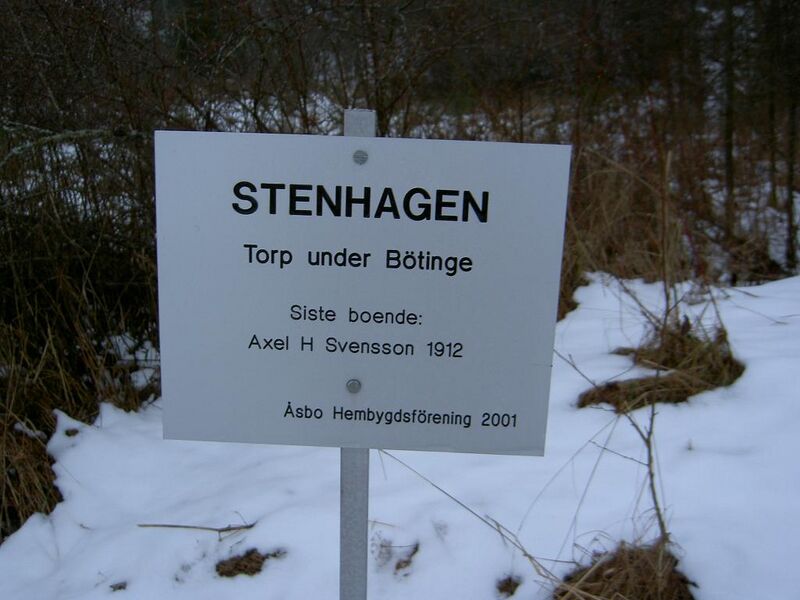 STENHAGEN
Torp under Bötinge
Siste boende:
Axel H Svensson 1912
Åsbo Hembygdsförening 2001